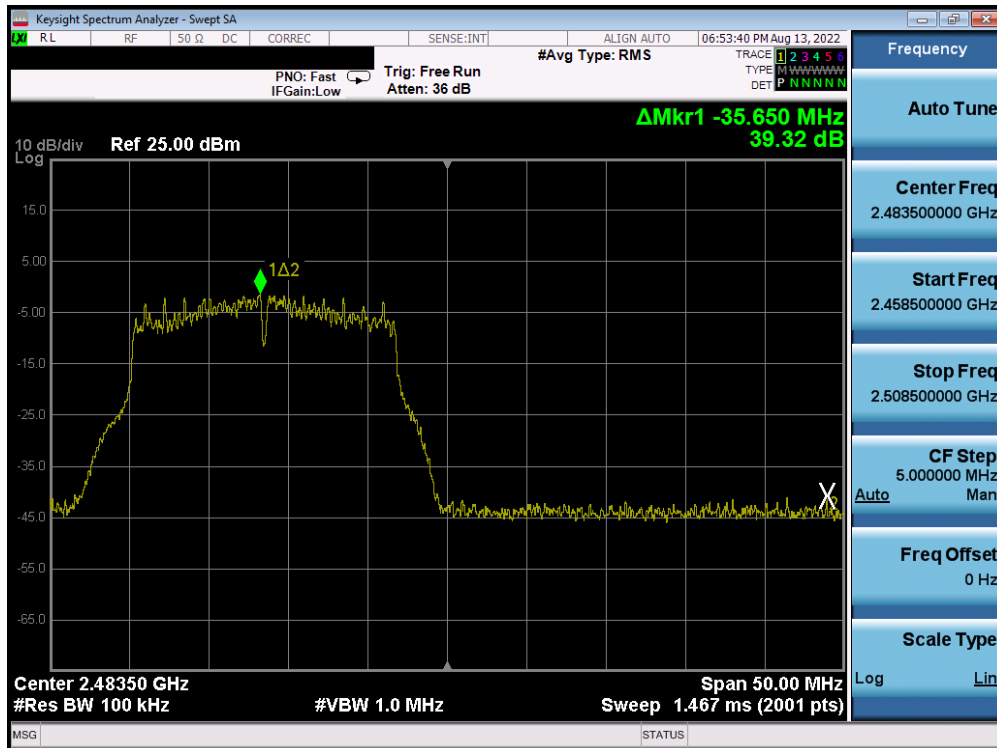 Keysight Spectrum Analyzer - Swept SA
LXI RL RF 50 Ω DC CORREC SENSE:INT ALIGN AUTO 06:53:40 PM Aug 13, 2022
#Avg Type: RMS TRACE 1 2 3 4 5 6
PNO: Fast Trig: Free Run TYPE M WWWWW
IFGain:Low Atten: 36 dB DET P N N N N N
ΔMkr1 -35.650 MHz
39.32 dB
10 dB/div Ref 25.00 dBm
Log
15.0
5.00
1Δ2
-5.00
-15.0
-25.0
-35.0
X
-45.0
-55.0
-65.0
Center 2.48350 GHz Span 50.00 MHz
#Res BW 100 kHz #VBW 1.0 MHz Sweep 1.467 ms (2001 pts)
MSG STATUS
Frequency
Auto Tune
Center Freq
2.483500000 GHz
Start Freq
2.458500000 GHz
Stop Freq
2.508500000 GHz
CF Step
5.000000 MHz
Auto Man
Freq Offset
0 Hz
Scale Type
Log Lin